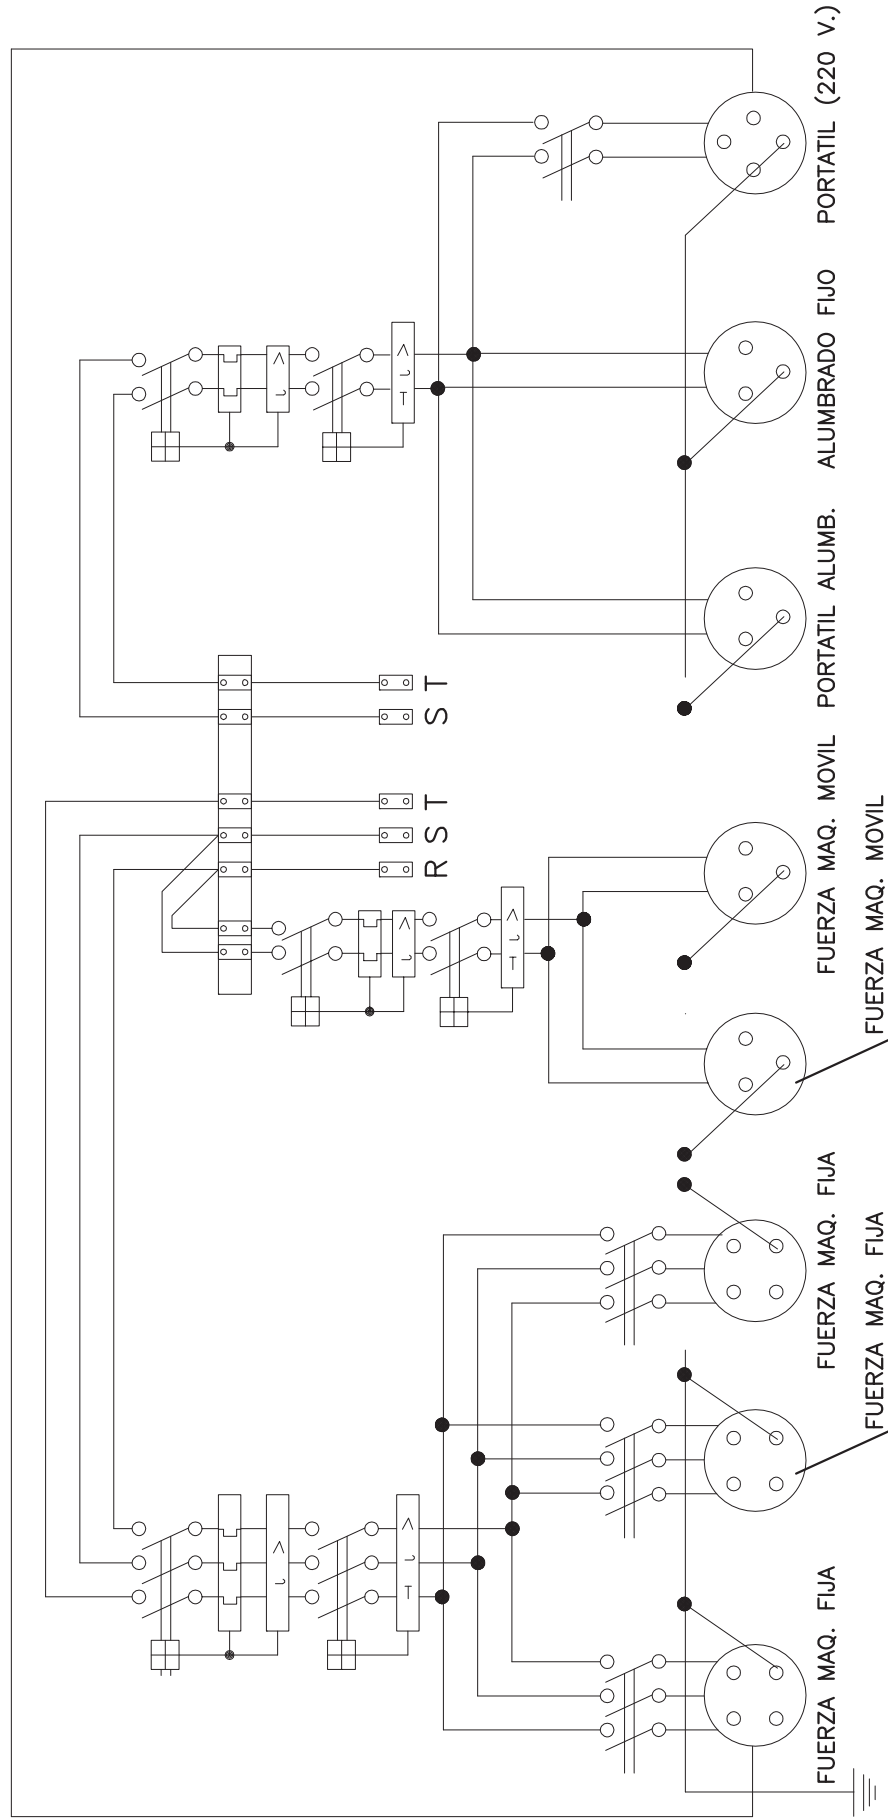 R S T
S T
FUERZA MAQ. FIJA
FUERZA MAQ. FIJA
FUERZA MAQ. MOVIL
PORTATIL ALUMB.
ALUMBRADO FIJO
PORTATIL (220 V.)
FUERZA MAQ. FIJA
FUERZA MAQ. MOVIL